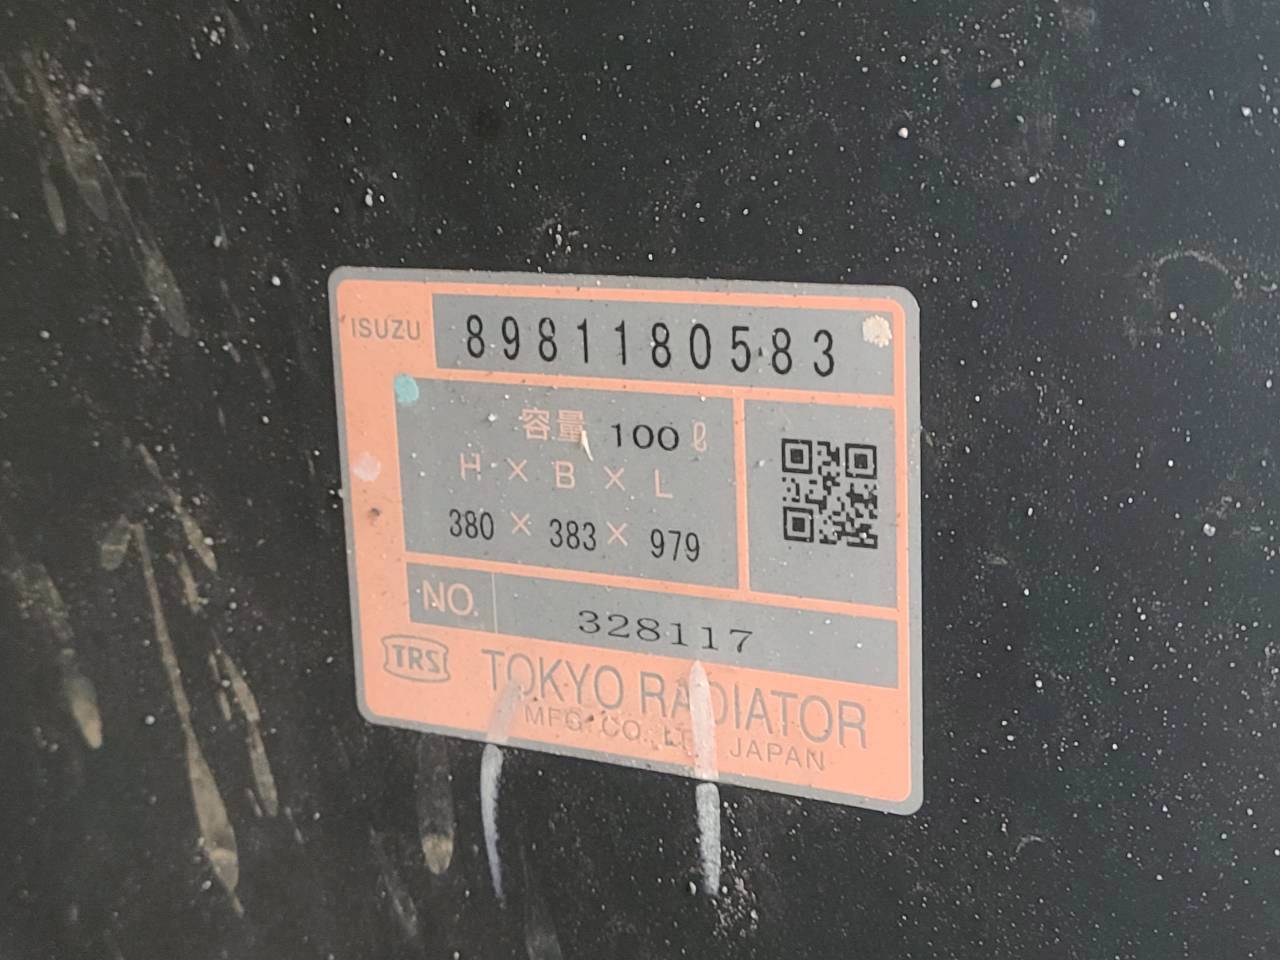 ISUZU 8981180583
容量 100ℓ
H × B × L
380 × 383 × 979
NO. 328117
TRS TOKYO RADIATOR
MFG. CO., LTD. JAPAN